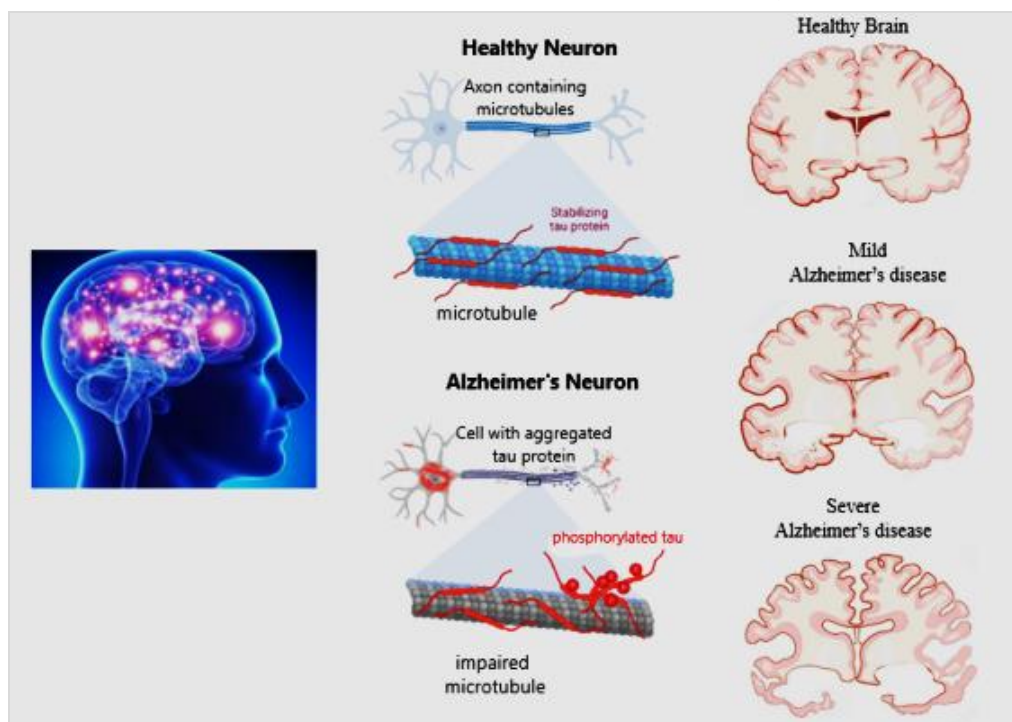 Healthy Neuron
Axon containing
microtubules
Stabilizing
tau protein
microtubule
Alzheimer's Neuron
Cell with aggregated
tau protein
phosphorylated tau
impaired
microtubule
Healthy Brain
Mild
Alzheimer's disease
Severe
Alzheimer's disease